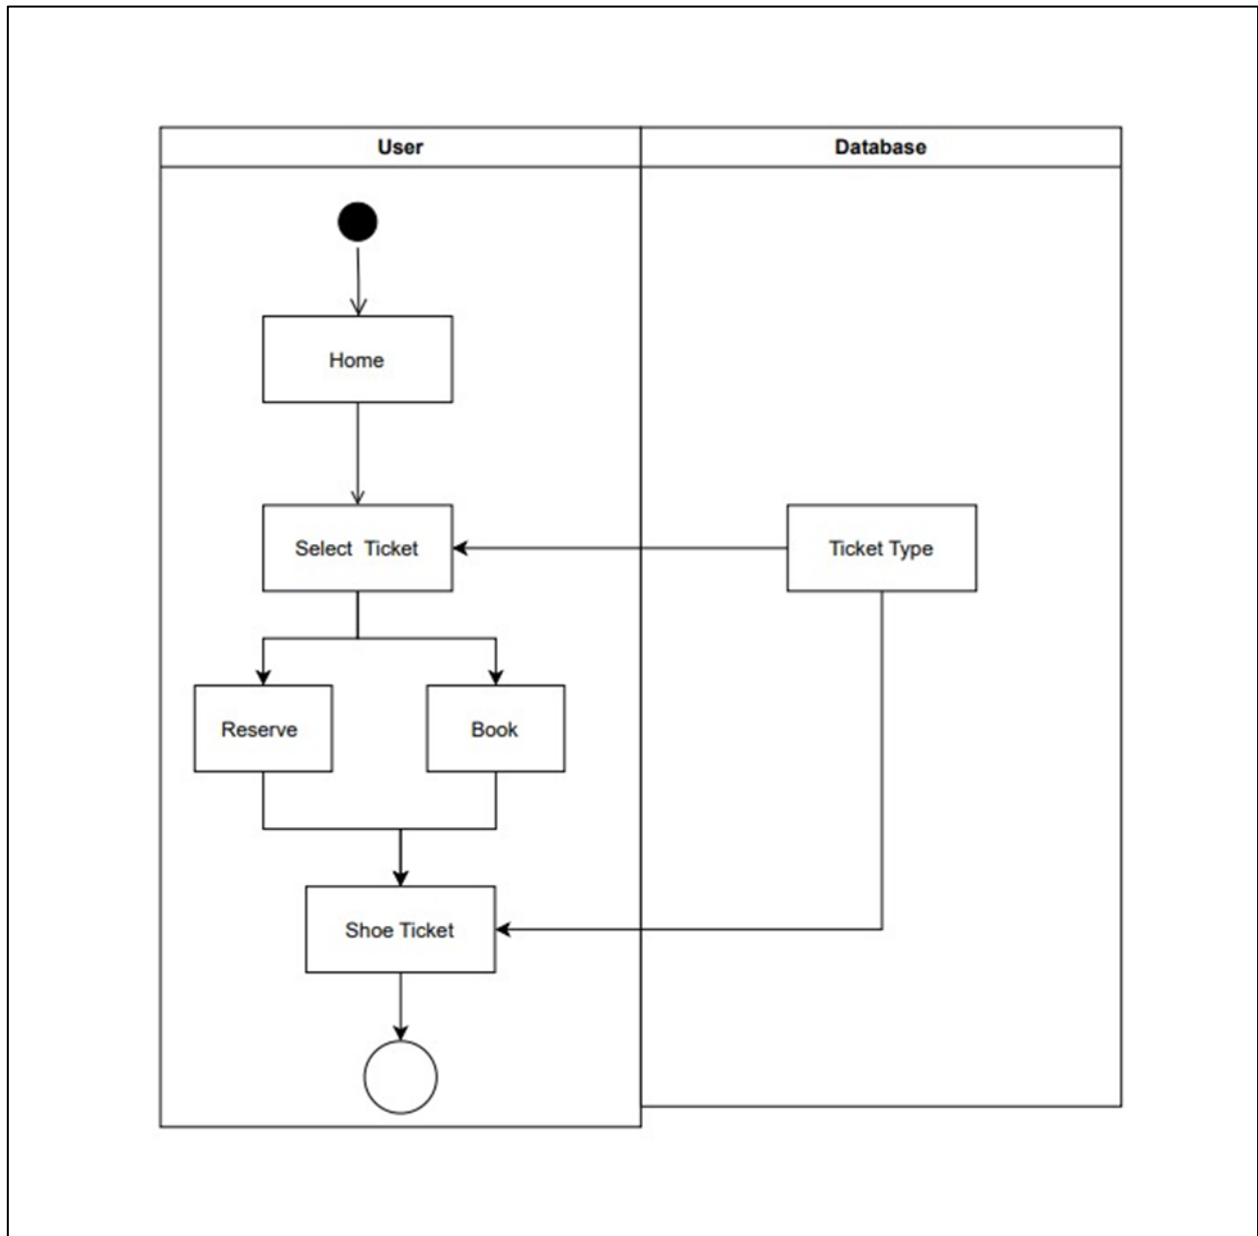 User
Database
Home
Select  Ticket
Ticket Type
Reserve
Book
Shoe Ticket